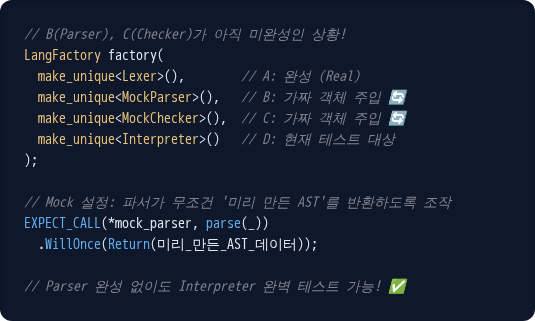 // B(Parser), C(Checker)가 아직 미완성인 상황!
LangFactory factory(
make_unique<Lexer>(), // A: 완성 (Real)
make_unique<MockParser>(), // B: 가짜 객체 주입 🔄
make_unique<MockChecker>(), // C: 가짜 객체 주입 🔄
make_unique<Interpreter>() // D: 현재 테스트 대상
);
// Mock 설정: 파서가 무조건 '미리 만든 AST'를 반환하도록 조작
EXPECT_CALL(*mock_parser, parse(_))
.WillOnce(Return(미리_만든_AST_데이터));
// Parser 완성 없이도 Interpreter 완벽 테스트 가능! ✅